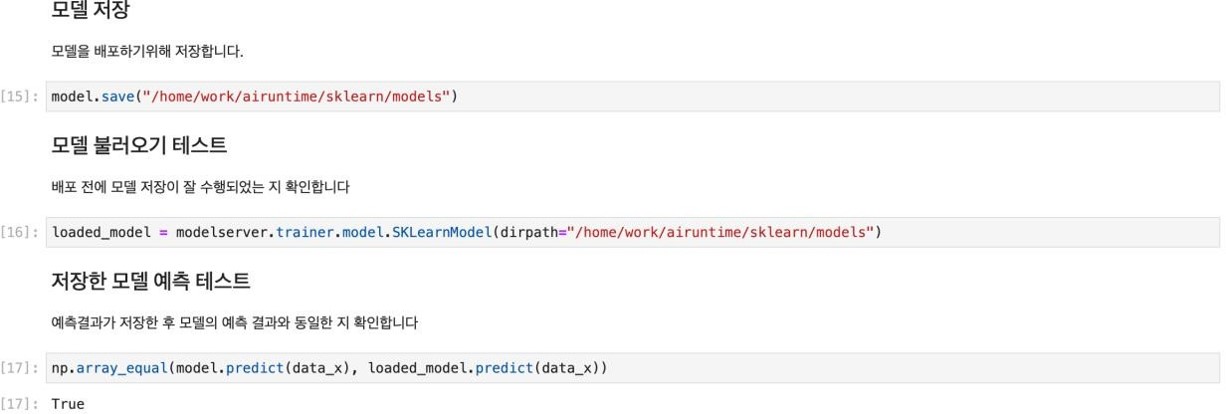 모델 저장
모델을 배포하기위해 저장합니다.
[15]: model.save("/home/work/airuntime/sklearn/models")
모델 불러오기 테스트
배포 전에 모델 저장이 잘 수행되었는 지 확인합니다
[16]: loaded_model = modelserver.trainer.model.SKLearnModel(dirpath="/home/work/airuntime/sklearn/models")
저장한 모델 예측 테스트
예측결과가 저장한 후 모델의 예측 결과와 동일한 지 확인합니다
[17]: np.array_equal(model.predict(data_x), loaded_model.predict(data_x))
[17]: True